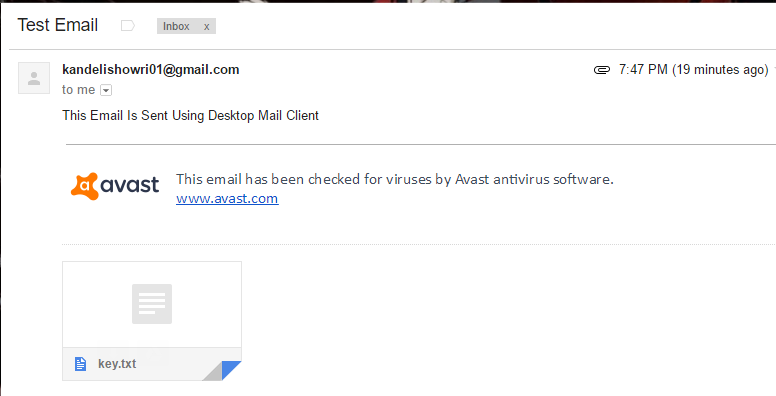 Test Email
Inbox x
kandelishowri01@gmail.com
7:47 PM (19 minutes ago)
to me
This Email Is Sent Using Desktop Mail Client
avast
This email has been checked for viruses by Avast antivirus software.
www.avast.com
key.txt